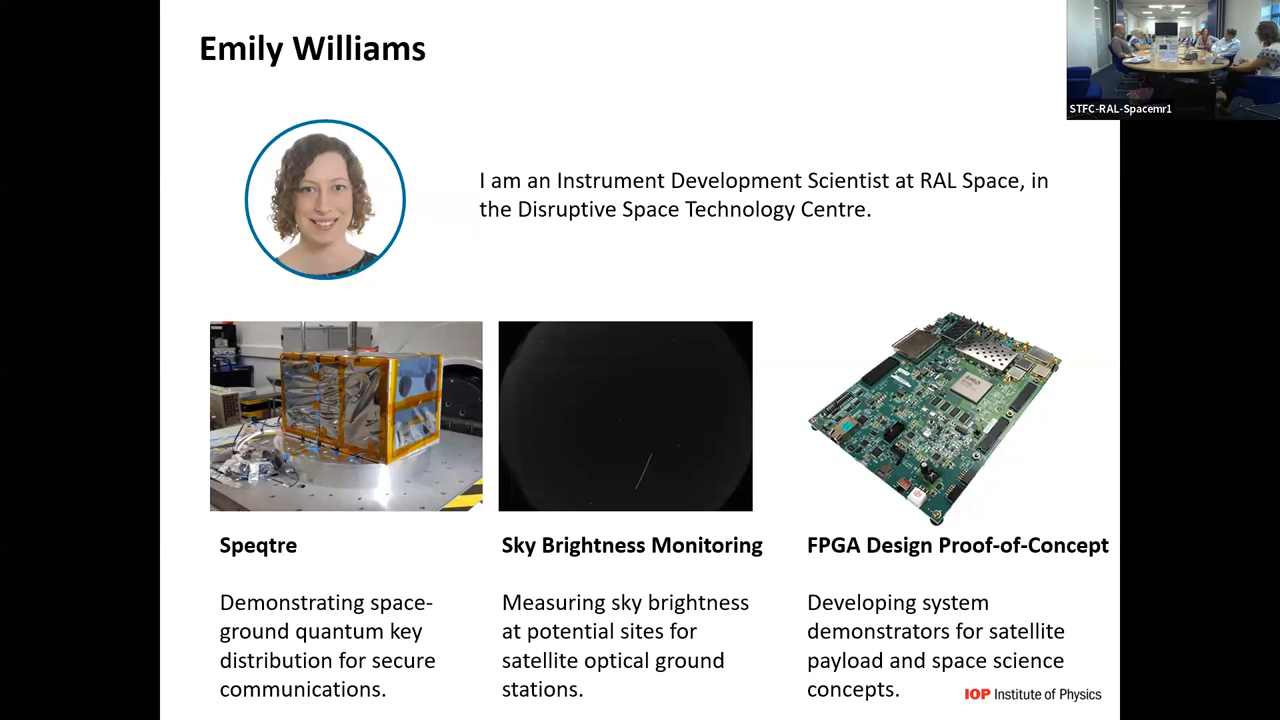 Emily Williams
STFC-RAL-Spacemr1
I am an Instrument Development Scientist at RAL Space, in
the Disruptive Space Technology Centre.
AMD
Speqtre
Sky Brightness Monitoring
FPGA Design Proof-of-Concept
Demonstrating space-
ground quantum key
distribution for secure
communications.
Measuring sky brightness
at potential sites for
satellite optical ground
stations.
Developing system
demonstrators for satellite
payload and space science
concepts.
IOP Institute of Physics